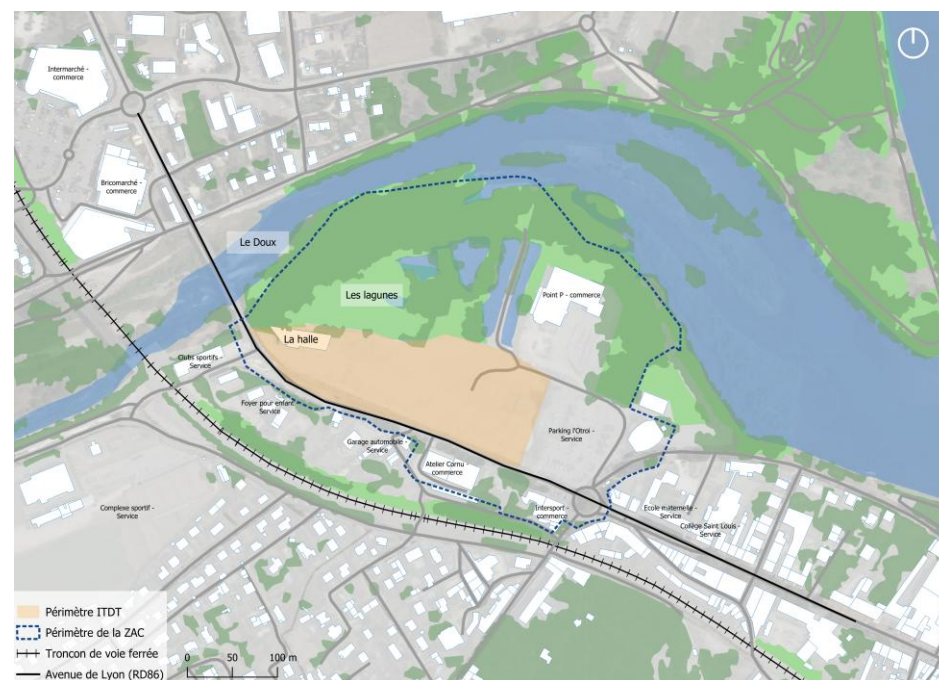 Intermarché -
commerce
Bricomarché -
commerce
Le Doux
Les lagunes
Point P - commerce
La halle
Clubs sportifs -
Service
Foyer pour enfant
Service
Garage automobile -
Service
Parking l'Otroi -
Service
Atelier Carnu
commerce
Complexe sportif -
Service
Intersport -
commerce
Ecole maternelle -
Service
Collège Saint Louis -
Service
Périmètre ITDT
Périmètre de la ZAC
Troncon de voie ferrée
Avenue de Lyon (RD86)
0 50 100 m